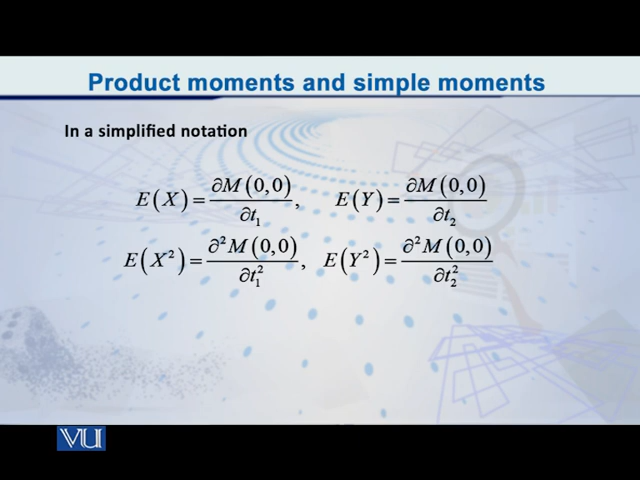 Product moments and simple moments
In a simplified notation
E(X) = ∂M(0,0)/∂t₁, E(Y) = ∂M(0,0)/∂t₂
E(X²) = ∂²M(0,0)/∂t₁², E(Y²) = ∂²M(0,0)/∂t₂²
VU